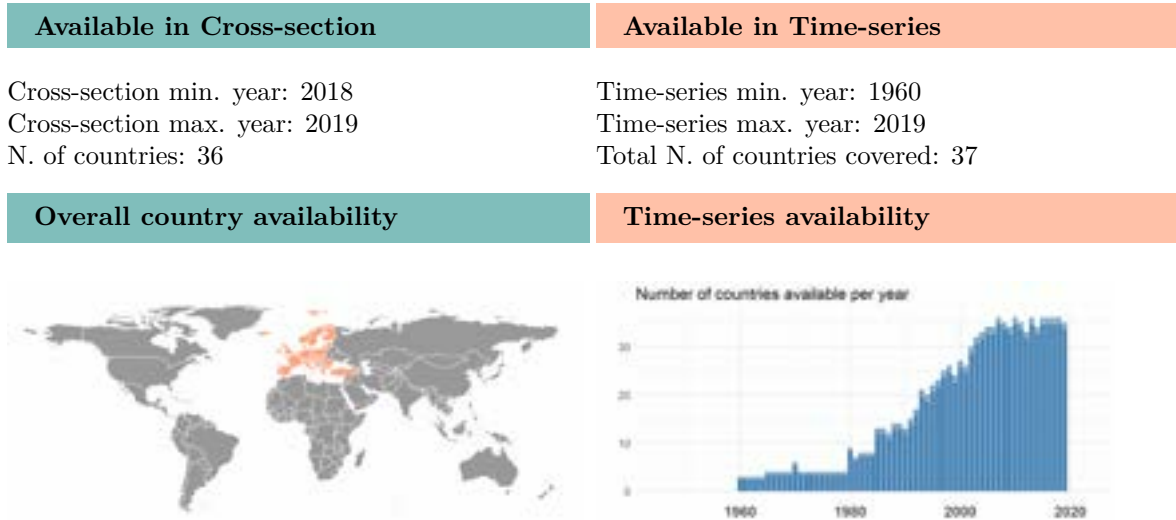 Available in Cross-section
Available in Time-series
Cross-section min. year: 2018
Cross-section max. year: 2019
N. of countries: 36
Time-series min. year: 1960
Time-series max. year: 2019
Total N. of countries covered: 37
Overall country availability
Time-series availability
Number of countries available per year
30
20
10
0
1960
1980
2000
2020